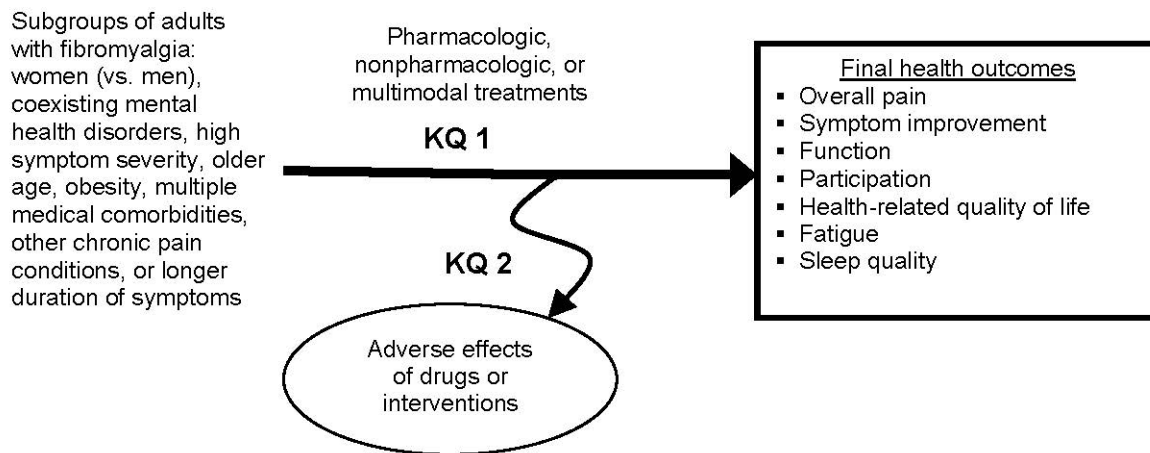 Subgroups of adults
with fibromyalgia:
women (vs. men),
coexisting mental
health disorders, high
symptom severity, older
age, obesity, multiple
medical comorbidities,
other chronic pain
conditions, or longer
duration of symptoms
Pharmacologic,
nonpharmacologic, or
multimodal treatments
KQ 1
KQ 2
Adverse effects
of drugs or
interventions
Final health outcomes
▪ Overall pain
▪ Symptom improvement
▪ Function
▪ Participation
▪ Health-related quality of life
▪ Fatigue
▪ Sleep quality